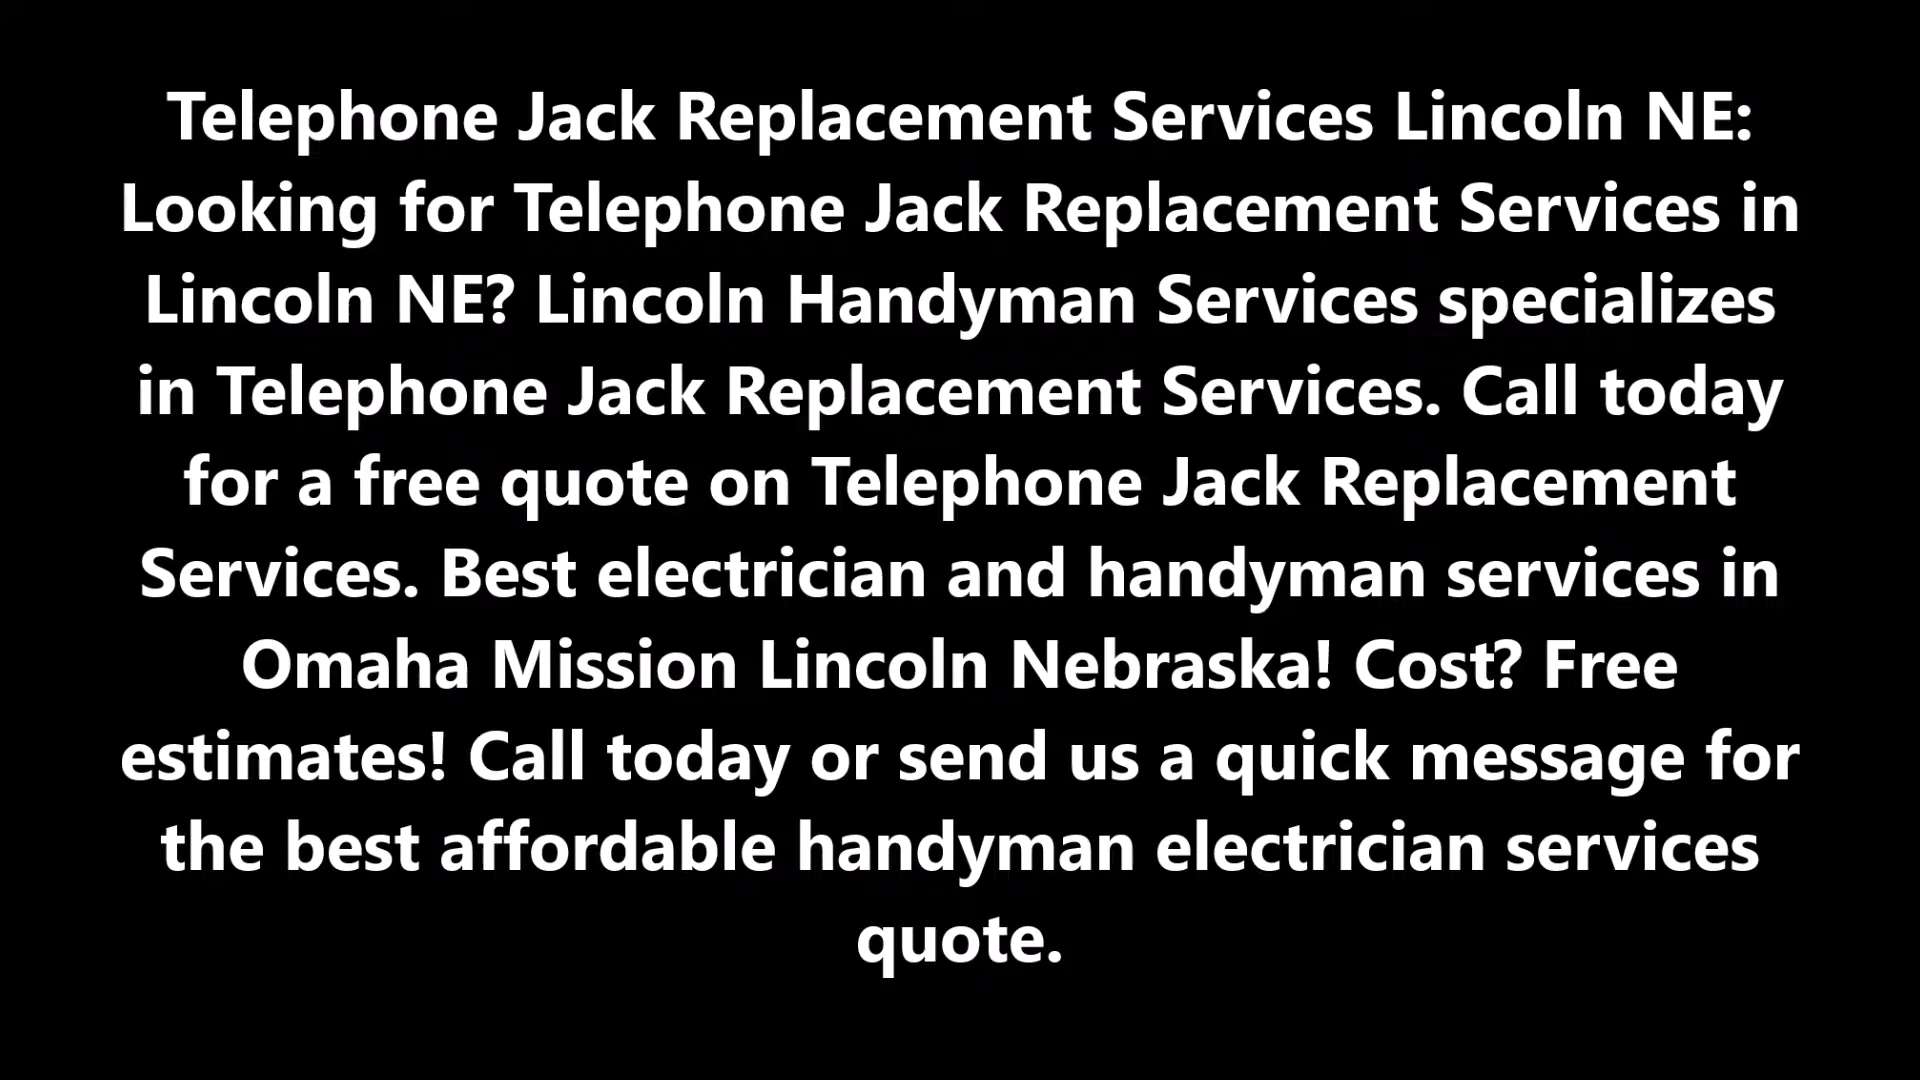 Telephone Jack Replacement Services Lincoln NE:
Looking for Telephone Jack Replacement Services in
Lincoln NE? Lincoln Handyman Services specializes
in Telephone Jack Replacement Services. Call today
for a free quote on Telephone Jack Replacement
Services. Best electrician and handyman services in
Omaha Mission Lincoln Nebraska! Cost? Free
estimates! Call today or send us a quick message for
the best affordable handyman electrician services
quote.